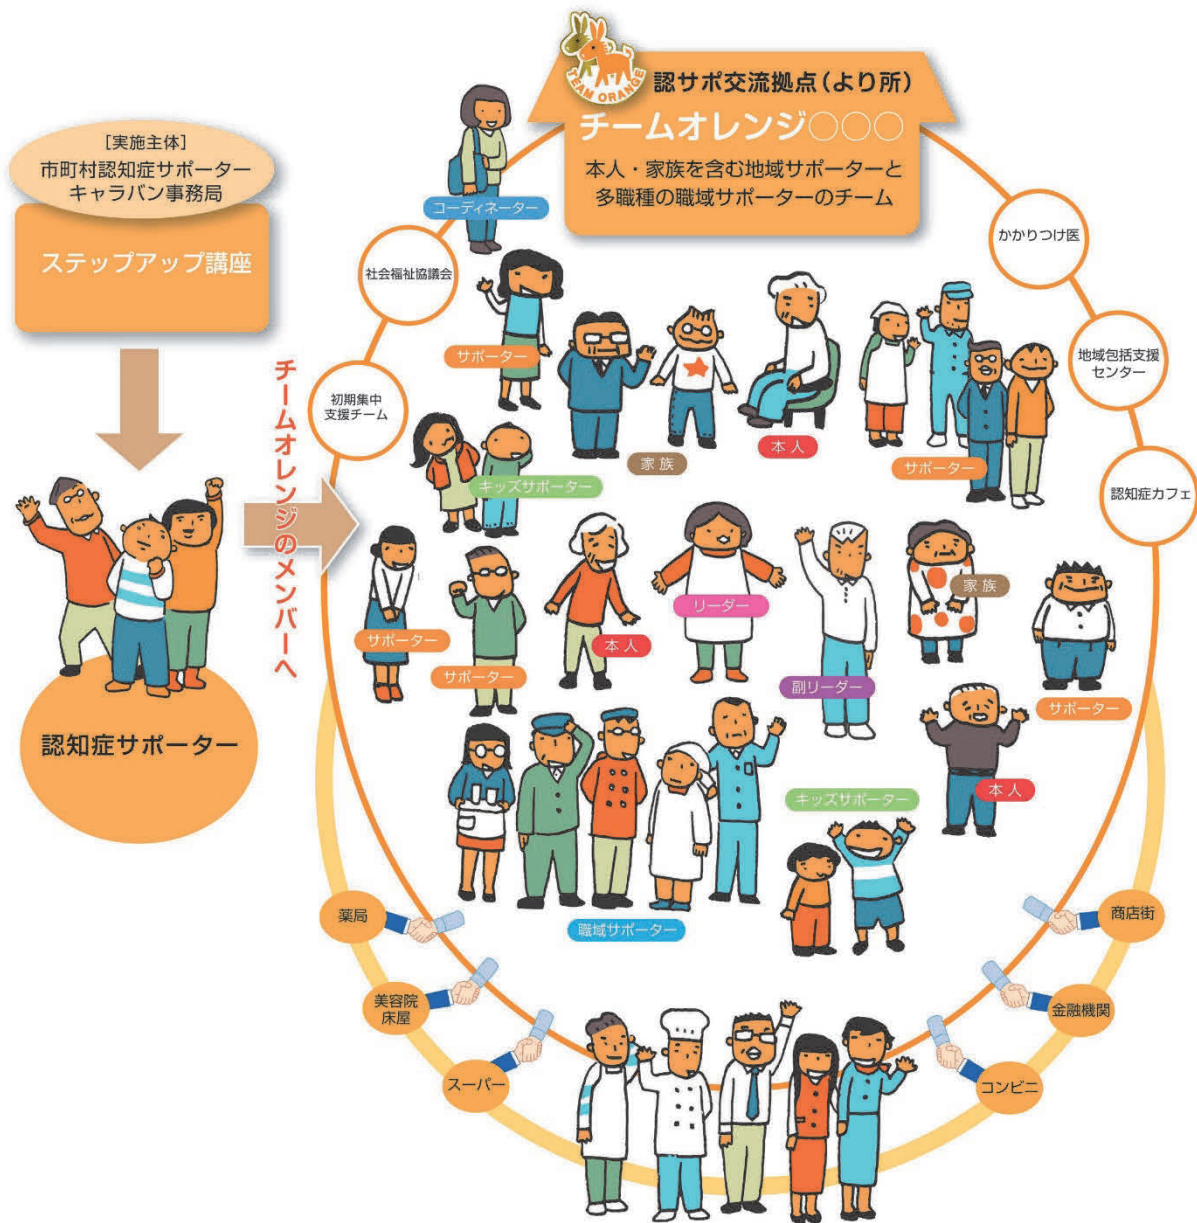 [実施主体]
市町村認知症サポーター
キャラバン事務局
ステップアップ講座
チームオレンジのメンバーへ
認知症サポーター
TEAM ORANGE
認サポ交流拠点(より所)
チームオレンジ○○○
本人・家族を含む地域サポーターと
多職種の職域サポーターのチーム
コーディネーター
社会福祉協議会
初期集中
支援チーム
かかりつけ医
地域包括支援
センター
認知症カフェ
サポーター
家族
本人
サポーター
キッズサポーター
サポーター
サポーター
本人
リーダー
副リーダー
家族
サポーター
本人
キッズサポーター
職域サポーター
薬局
美容院
床屋
スーパー
商店街
金融機関
コンビニ